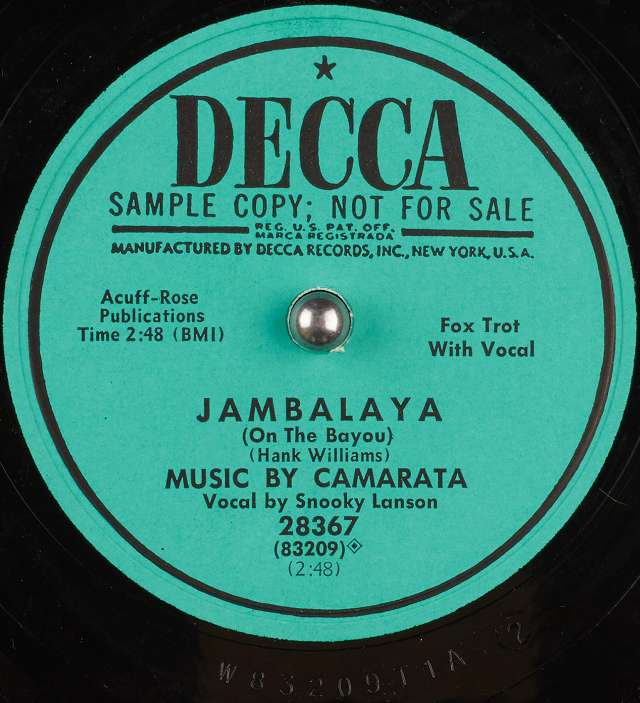 ★
DECCA
SAMPLE COPY; NOT FOR SALE
REG. U.S. PAT. OFF.
MARCA REGISTRADA
MANUFACTURED BY DECCA RECORDS, INC., NEW YORK, U.S.A.
Acuff-Rose
Publications
Time 2:48 (BMI)
Fox Trot
With Vocal
JAMBALAYA
(On The Bayou)
(Hank Williams)
MUSIC BY CAMARATA
Vocal by Snooky Lanson
28367
(83209)
(2:48)
W83209T1A